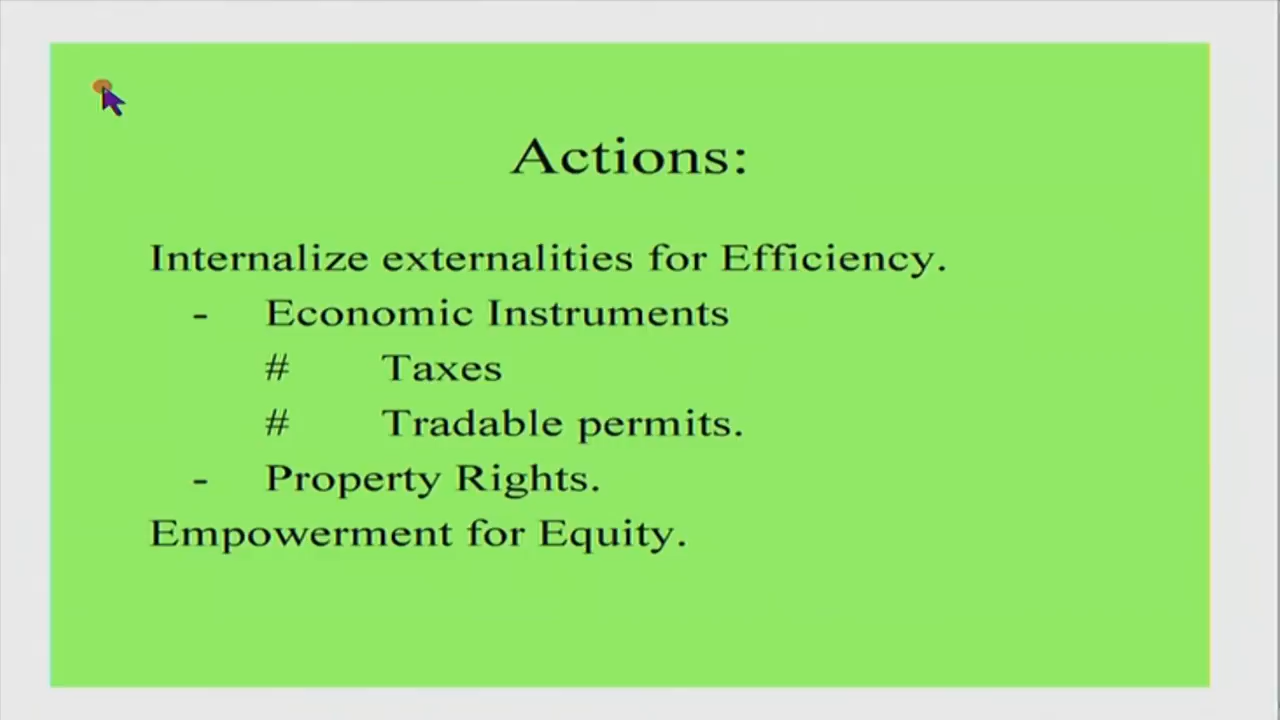 Actions:
Internalize externalities for Efficiency.
- Economic Instruments
# Taxes
# Tradable permits.
- Property Rights.
Empowerment for Equity.